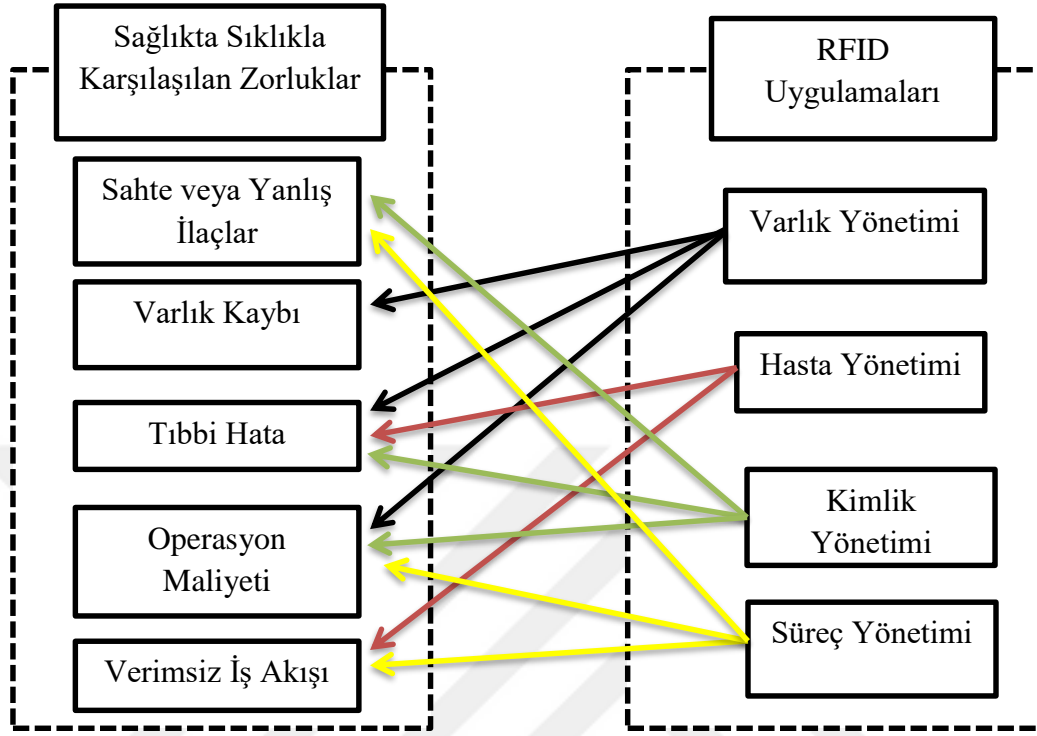 Sağlıkta Sıklıkla
Karşılaşılan Zorluklar
Sahte veya Yanlış
İlaçlar
Varlık Kaybı
Tıbbi Hata
Operasyon
Maliyeti
Verimsiz İş Akışı
RFID
Uygulamaları
Varlık Yönetimi
Hasta Yönetimi
Kimlik
Yönetimi
Süreç Yönetimi